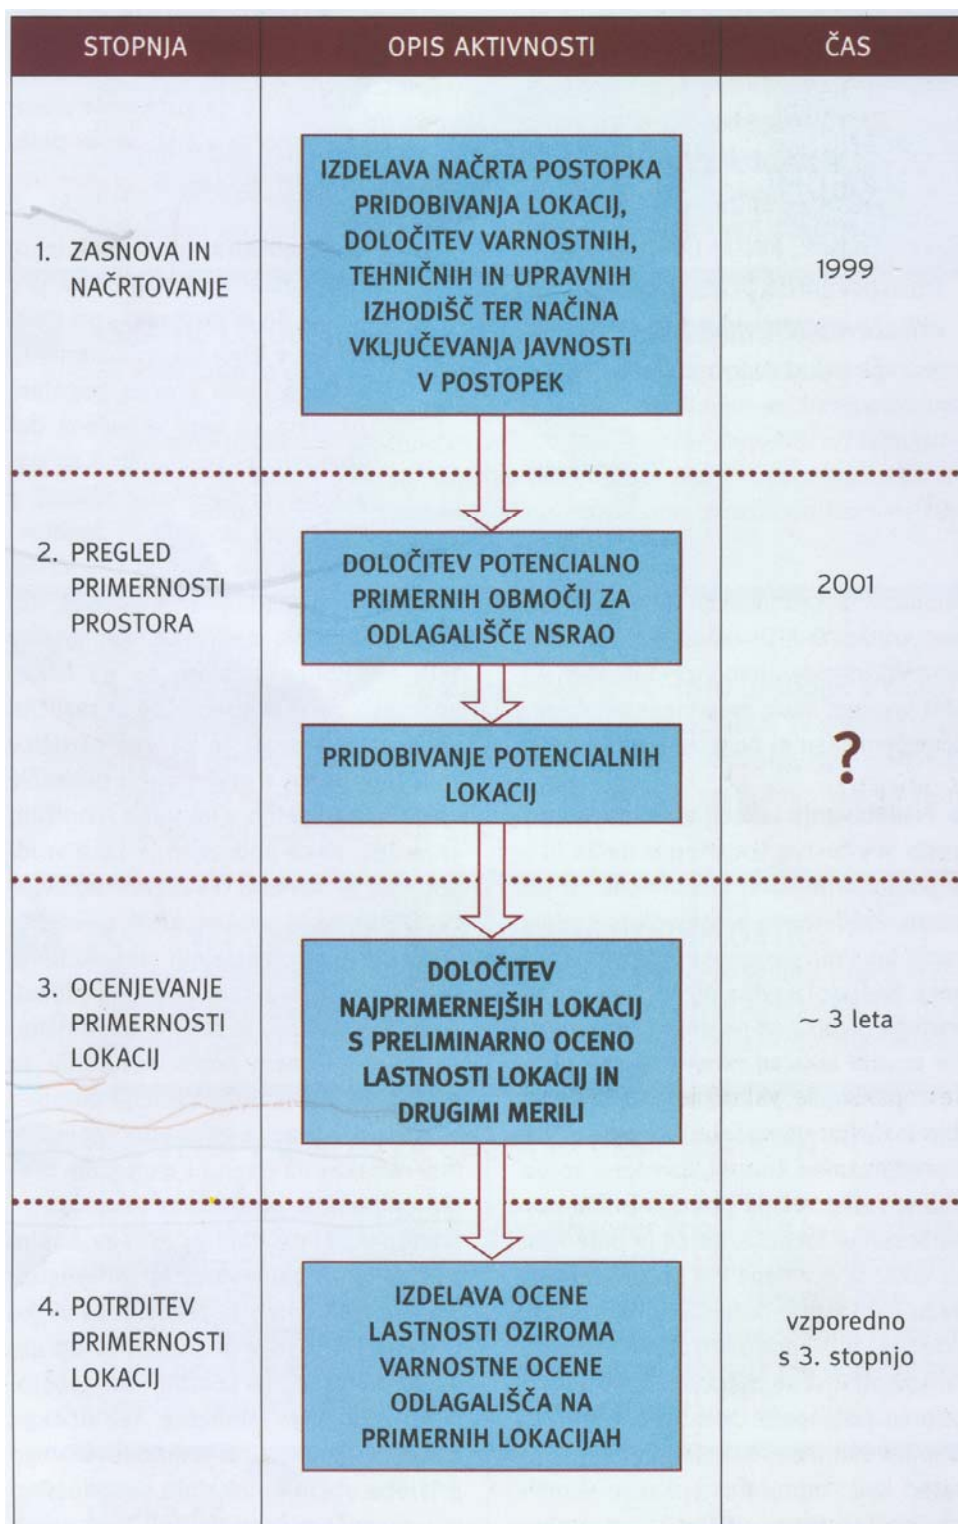 STOPNJA
OPIS AKTIVNOSTI
ČAS
1. ZASNOVA IN
NAČRTOVANJE
IZDELAVA NAČRTA POSTOPKA
PRIDOBIVANJA LOKACIJ,
DOLOČITEV VARNOSTNIH,
TEHNIČNIH IN UPRAVNIH
IZHODIŠČ TER NAČINA
VKLJUČEVANJA JAVNOSTI
V POSTOPEK
1999
2. PREGLED
PRIMERNOSTI
PROSTORA
DOLOČITEV POTENCIALNO
PRIMERNIH OBMOČIJ ZA
ODLAGALIŠČE NSRAO
2001
PRIDOBIVANJE POTENCIALNIH
LOKACIJ
?
3. OCENJEVANJE
PRIMERNOSTI
LOKACIJ
DOLOČITEV
NAJPRIMERNEJŠIH LOKACIJ
S PRELIMINARNO OCENO
LASTNOSTI LOKACIJ IN
DRUGIMI MERILI
~ 3 leta
4. POTRDITEV
PRIMERNOSTI
LOKACIJ
IZDELAVA OCENE
LASTNOSTI OZIROMA
VARNOSTNE OCENE
ODLAGALIŠČA NA
PRIMERNIH LOKACIJAH
vzporedno
s 3. stopnjo